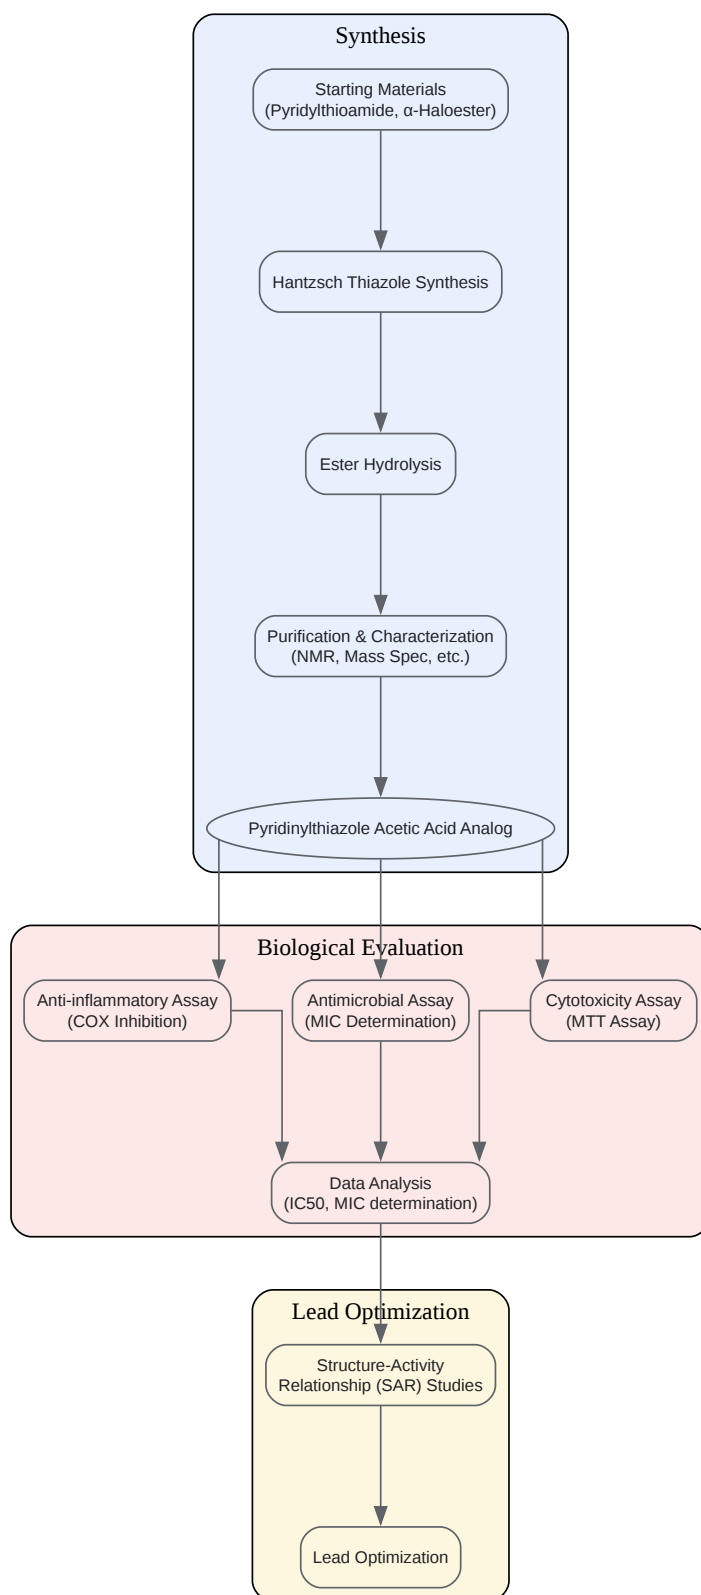 Synthesis
Starting Materials
(Pyridylthioamide, α-Haloester)
Hantzsch Thiazole Synthesis
Ester Hydrolysis
Purification & Characterization
(NMR, Mass Spec, etc.)
Pyridinylthiazole Acetic Acid Analog
Biological Evaluation
Anti-inflammatory Assay
(COX Inhibition)
Antimicrobial Assay
(MIC Determination)
Cytotoxicity Assay
(MTT Assay)
Data Analysis
(IC50, MIC determination)
Lead Optimization
Structure-Activity
Relationship (SAR) Studies
Lead Optimization